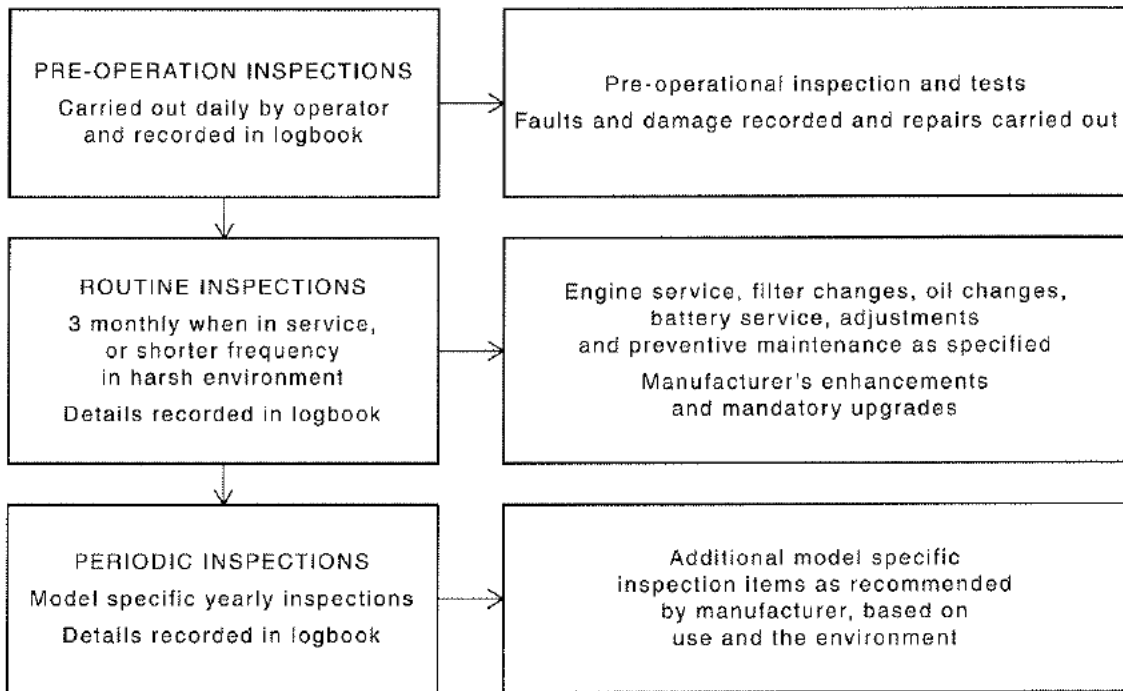 PRE-OPERATION INSPECTIONS
Carried out daily by operator
and recorded in logbook
Pre-operational inspection and tests
Faults and damage recorded and repairs carried out
ROUTINE INSPECTIONS
3 monthly when in service,
or shorter frequency
in harsh environment
Details recorded in logbook
Engine service, filter changes, oil changes,
battery service, adjustments
and preventive maintenance as specified
Manufacturer's enhancements
and mandatory upgrades
PERIODIC INSPECTIONS
Model specific yearly inspections
Details recorded in logbook
Additional model specific
inspection items as recommended
by manufacturer, based on
use and the environment